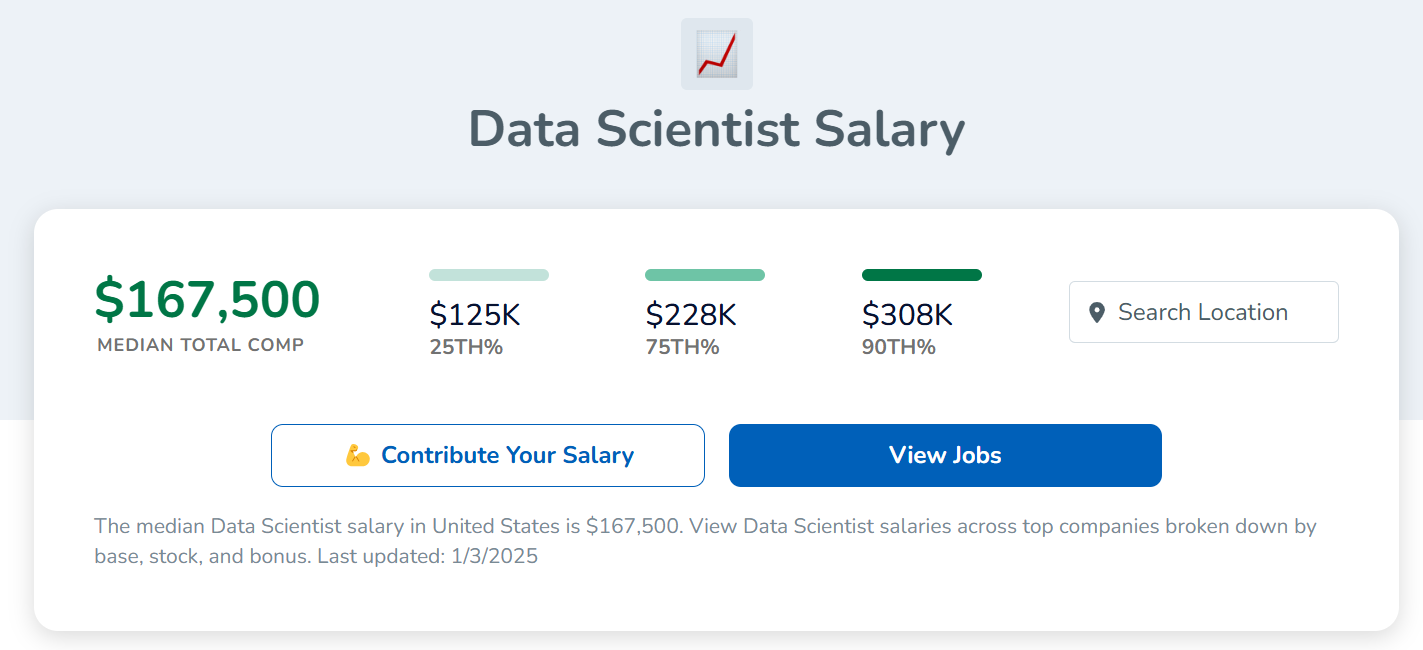 Data Scientist Salary
$167,500
MEDIAN TOTAL COMP
$125K
25TH%
$228K
75TH%
$308K
90TH%
Search Location
Contribute Your Salary
View Jobs
The median Data Scientist salary in United States is $167,500. View Data Scientist salaries across top companies broken down by
base, stock, and bonus. Last updated: 1/3/2025